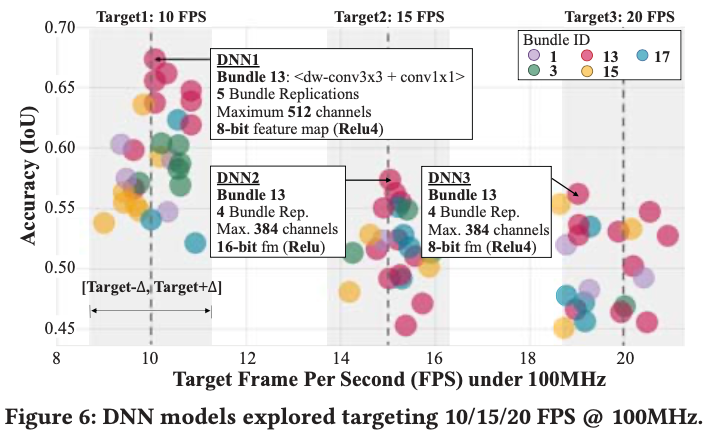 Target1: 10 FPS
Target2: 15 FPS
Target3: 20 FPS
0.70
0.65
0.60
0.55
0.50
0.45
Accuracy (IoU)
Bundle ID
1
13
17
3
15
DNN1
Bundle 13: <dw-conv3x3 + conv1x1>
5 Bundle Replications
Maximum 512 channels
8-bit feature map (Relu4)
DNN2
Bundle 13
4 Bundle Rep.
Max. 384 channels
16-bit fm (Relu)
DNN3
Bundle 13
4 Bundle Rep.
Max. 384 channels
8-bit fm (Relu4)
[Target-Δ, Target+Δ]
8
10
12
14
16
18
20
Target Frame Per Second (FPS) under 100MHz
Figure 6: DNN models explored targeting 10/15/20 FPS @ 100MHz.